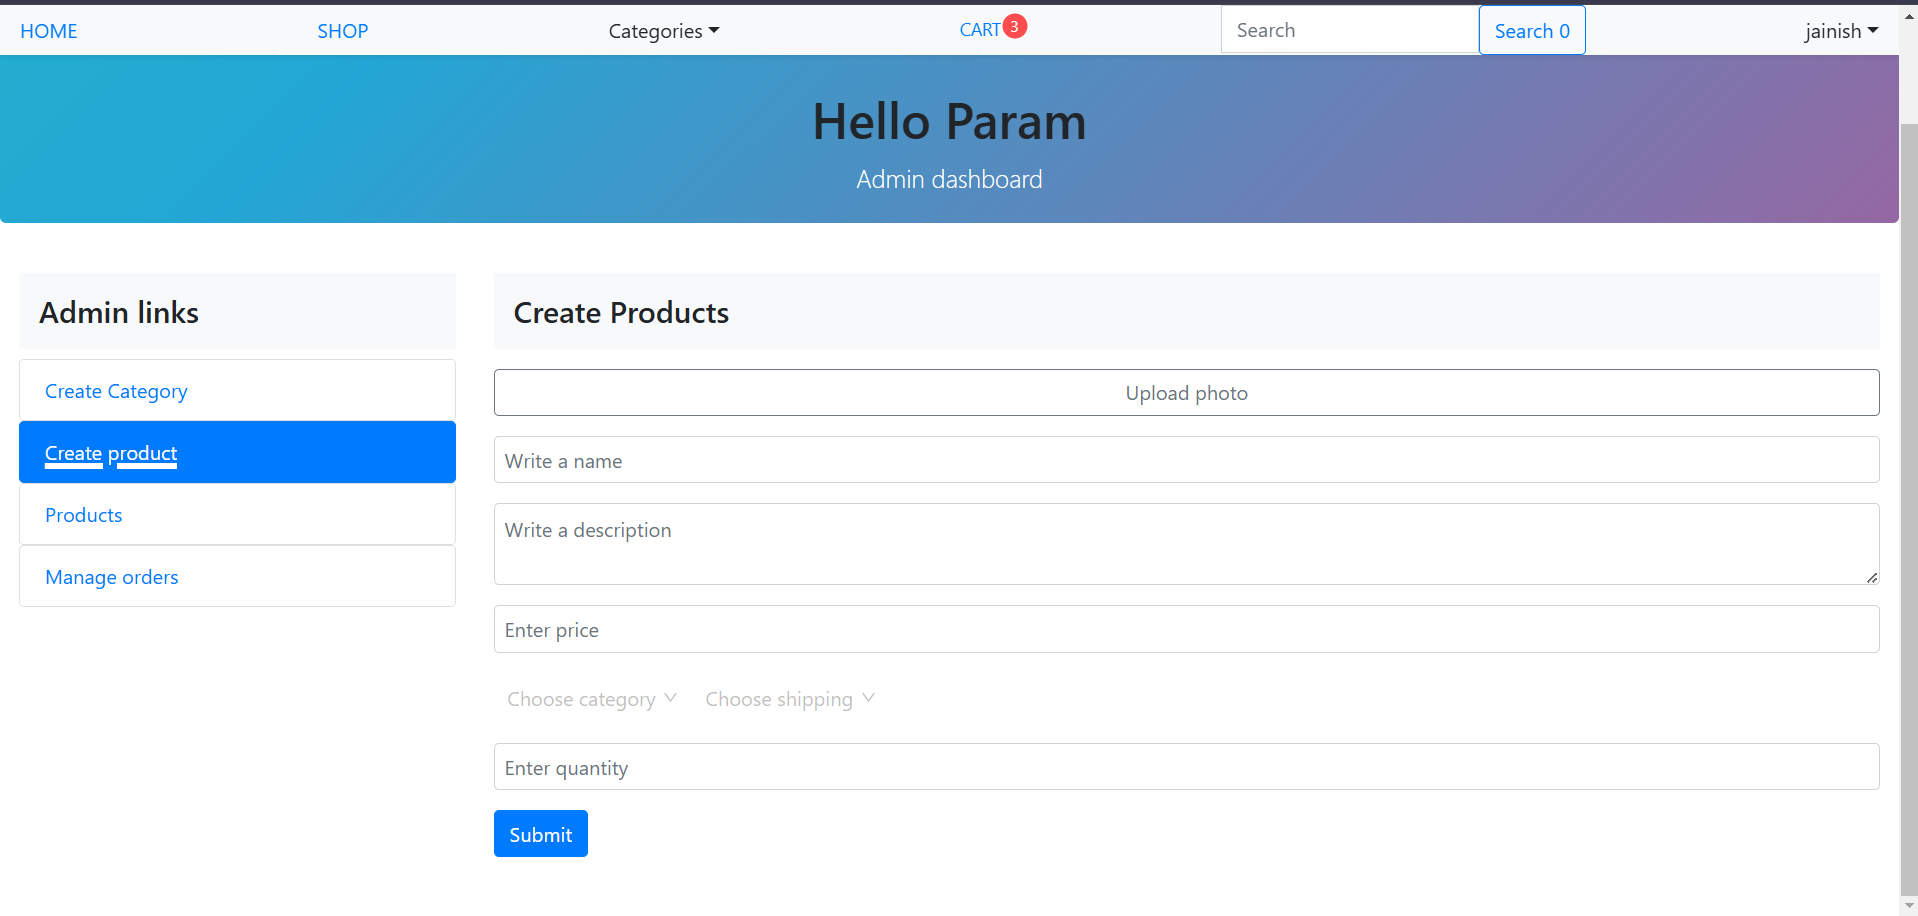 HOME SHOP Categories CART 3 Search Search 0 jainish
Hello Param
Admin dashboard
Admin links
Create Category
Create product
Products
Manage orders
Create Products
Upload photo
Write a name
Write a description
Enter price
Choose category Choose shipping
Enter quantity
Submit